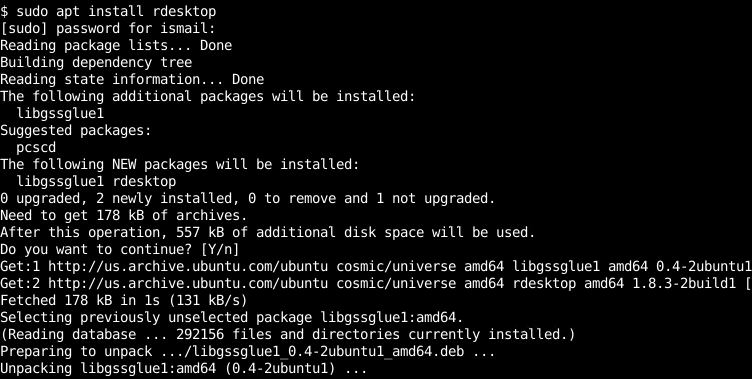 $ sudo apt install rdesktop
[sudo] password for ismail:
Reading package lists... Done
Building dependency tree
Reading state information... Done
The following additional packages will be installed:
  libgssglue1
Suggested packages:
  pcscd
The following NEW packages will be installed:
  libgssglue1 rdesktop
0 upgraded, 2 newly installed, 0 to remove and 1 not upgraded.
Need to get 178 kB of archives.
After this operation, 557 kB of additional disk space will be used.
Do you want to continue? [Y/n]
Get:1 http://us.archive.ubuntu.com/ubuntu cosmic/universe amd64 libgssglue1 amd64 0.4-2ubuntu1
Get:2 http://us.archive.ubuntu.com/ubuntu cosmic/universe amd64 rdesktop amd64 1.8.3-2build1 [
Fetched 178 kB in 1s (131 kB/s)
Selecting previously unselected package libgssglue1:amd64.
(Reading database ... 292156 files and directories currently installed.)
Preparing to unpack .../libgssglue1_0.4-2ubuntu1_amd64.deb ...
Unpacking libgssglue1:amd64 (0.4-2ubuntu1) ...